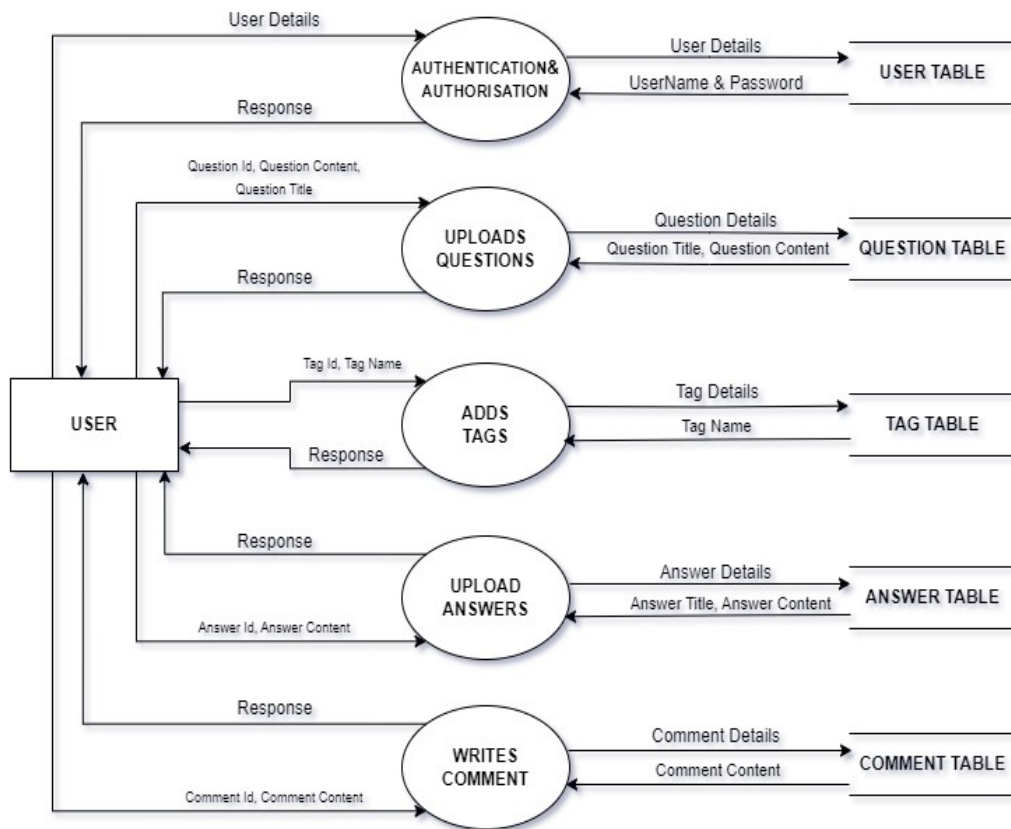 User Details
AUTHENTICATION&
AUTHORISATION
User Details
UserName & Password
USER TABLE
Response
Question Id, Question Content,
Question Title
UPLOADS
QUESTIONS
Question Details
Question Title, Question Content
QUESTION TABLE
Response
USER
Tag Id, Tag Name
ADDS
TAGS
Tag Details
Tag Name
TAG TABLE
Response
Response
UPLOAD
ANSWERS
Answer Details
Answer Title, Answer Content
ANSWER TABLE
Answer Id, Answer Content
Response
WRITES
COMMENT
Comment Details
Comment Content
COMMENT TABLE
Comment Id, Comment Content